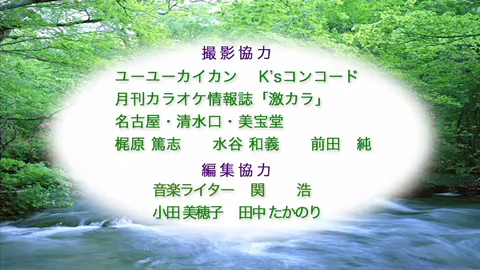 撮影協力
ユーユーカイカン　K'sコンコード
月刊カラオケ情報誌「激カラ」
名古屋・清水口・美宝堂
梶原 篤志　水谷 和義　前田　純
編集協力
音楽ライター　関　浩
小田 美穂子　田中 たかのり